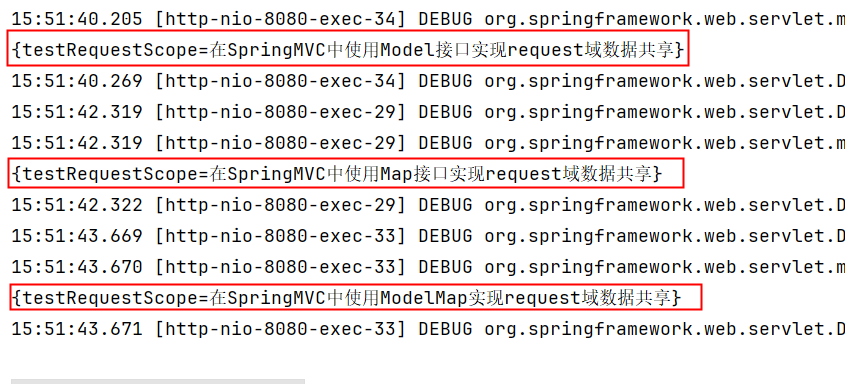 15:51:40.205 [http-nio-8080-exec-34] DEBUG org.springframework.web.servlet.m
{testRequestScope=在SpringMVC中使用Model接口实现request域数据共享}
15:51:40.269 [http-nio-8080-exec-34] DEBUG org.springframework.web.servlet.D
15:51:42.319 [http-nio-8080-exec-29] DEBUG org.springframework.web.servlet.D
15:51:42.319 [http-nio-8080-exec-29] DEBUG org.springframework.web.servlet.m
{testRequestScope=在SpringMVC中使用Map接口实现request域数据共享}
15:51:42.322 [http-nio-8080-exec-29] DEBUG org.springframework.web.servlet.D
15:51:43.669 [http-nio-8080-exec-33] DEBUG org.springframework.web.servlet.D
15:51:43.670 [http-nio-8080-exec-33] DEBUG org.springframework.web.servlet.m
{testRequestScope=在SpringMVC中使用ModelMap实现request域数据共享}
15:51:43.671 [http-nio-8080-exec-33] DEBUG org.springframework.web.servlet.D